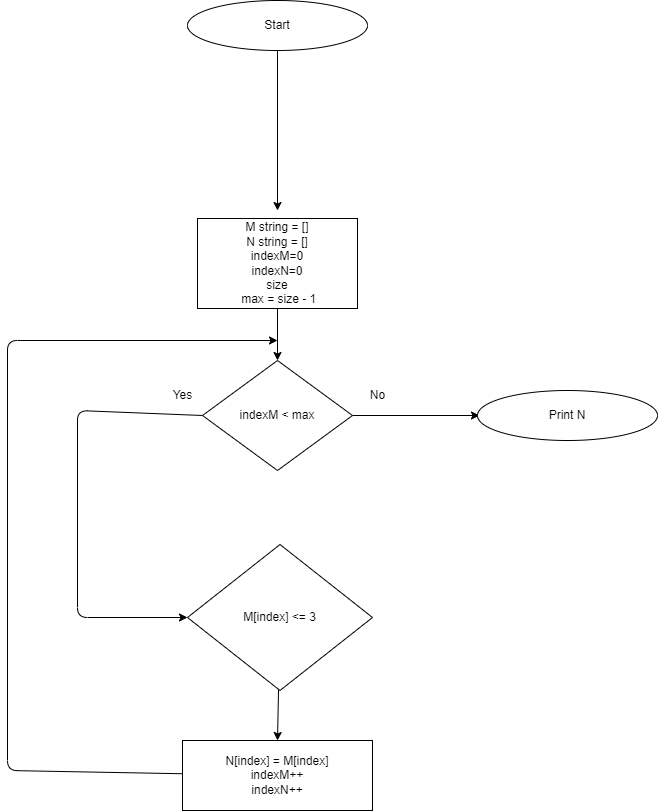 Start
M string = []
N string = []
indexM=0
indexN=0
size
max = size - 1
Yes
No
indexM < max
Print N
M[index] <= 3
N[index] = M[index]
indexM++
indexN++